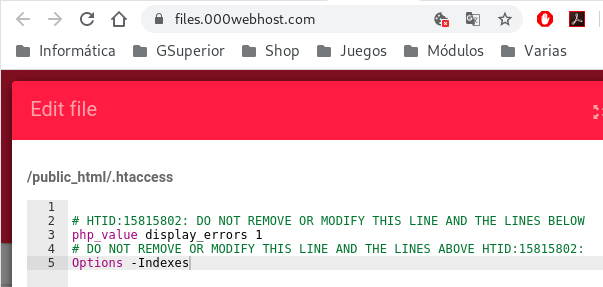 files.000webhost.com
Informática GSuperior Shop Juegos Módulos Varias
Edit file
/public_html/.htaccess
1
2 # HTID:15815802: DO NOT REMOVE OR MODIFY THIS LINE AND THE LINES BELOW
3 php_value display_errors 1
4 # DO NOT REMOVE OR MODIFY THIS LINE AND THE LINES ABOVE HTID:15815802:
5 Options -Indexes